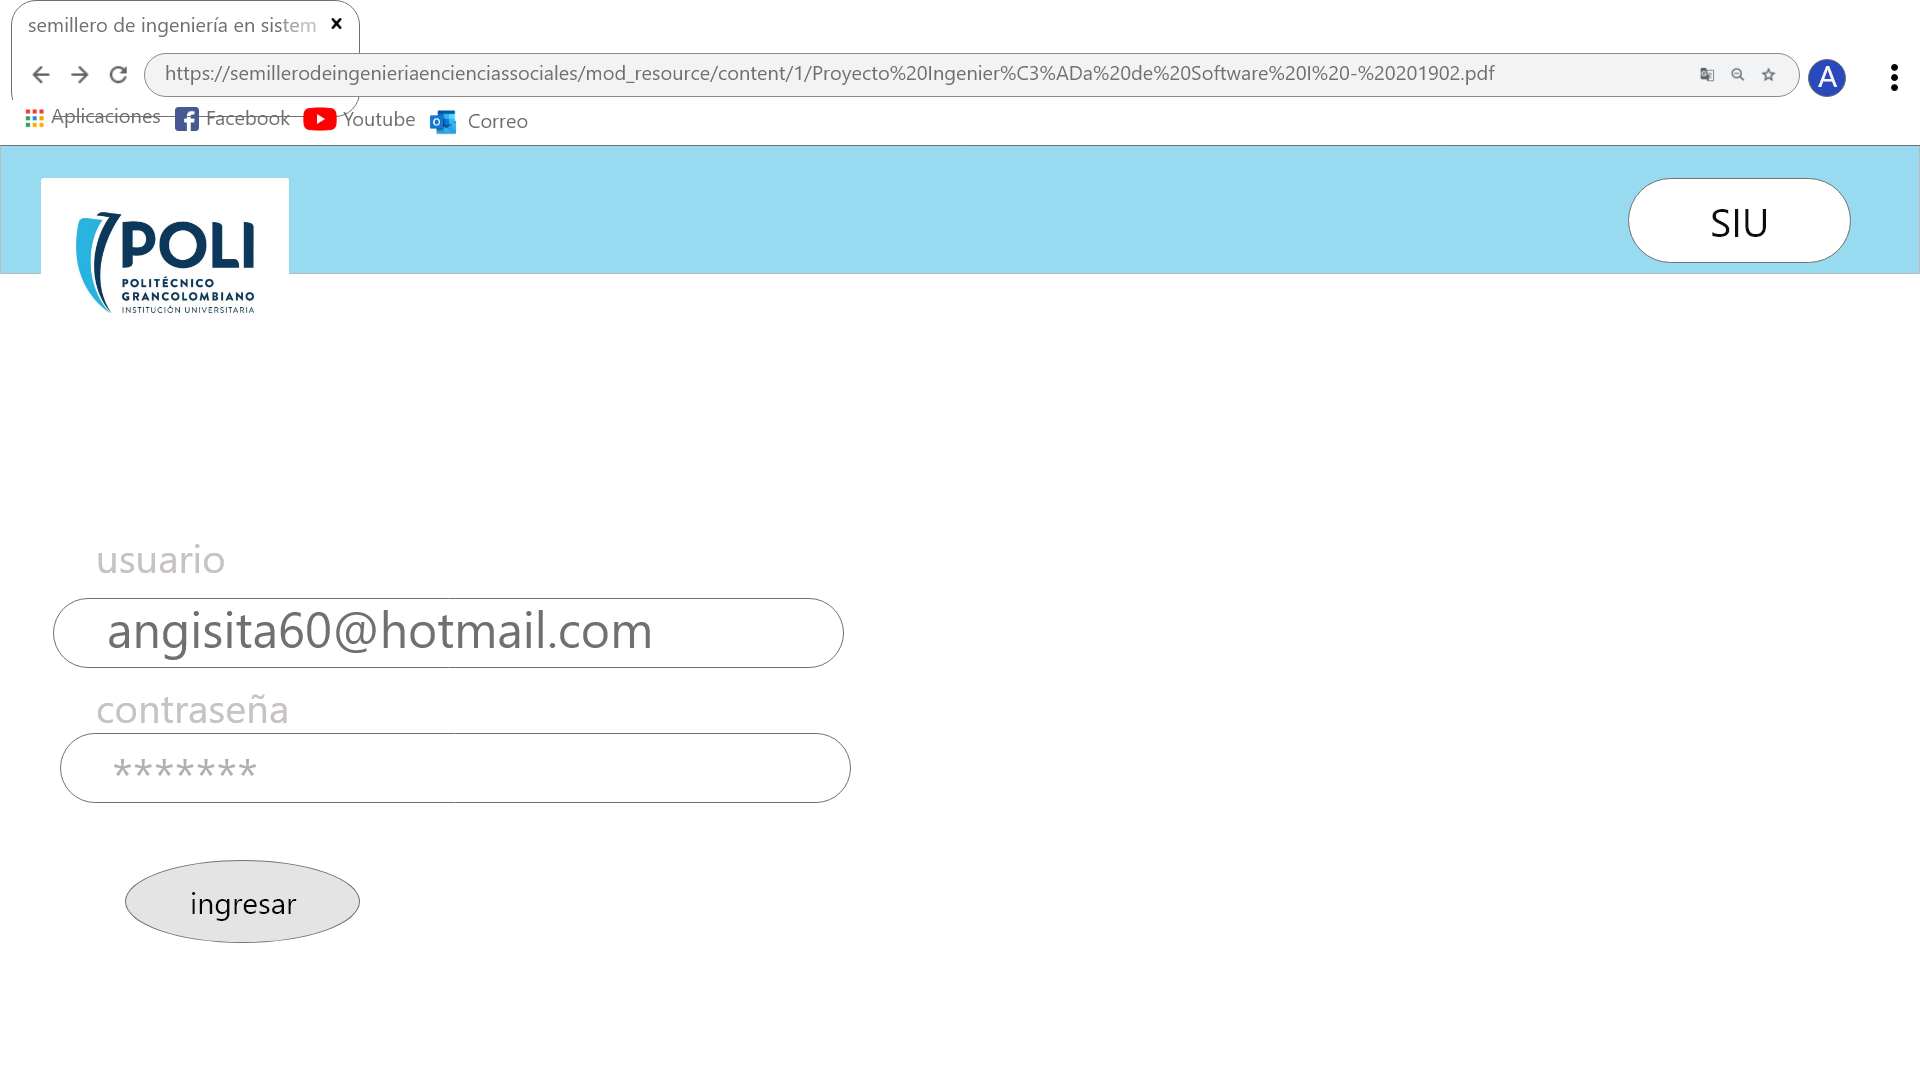 semillero de ingeniería en sistem
https://semillerodeingenieriaencienciassociales/mod_resource/content/1/Proyecto%20Ingenier%C3%ADa%20de%20Software%20I%20-%20201902.pdf
A
Aplicaciones Facebook Youtube Correo
POLI
POLITÉCNICO
GRANCOLOMBIANO
INSTITUCIÓN UNIVERSITARIA
SIU
usuario
angisita60@hotmail.com
contraseña
*******
ingresar